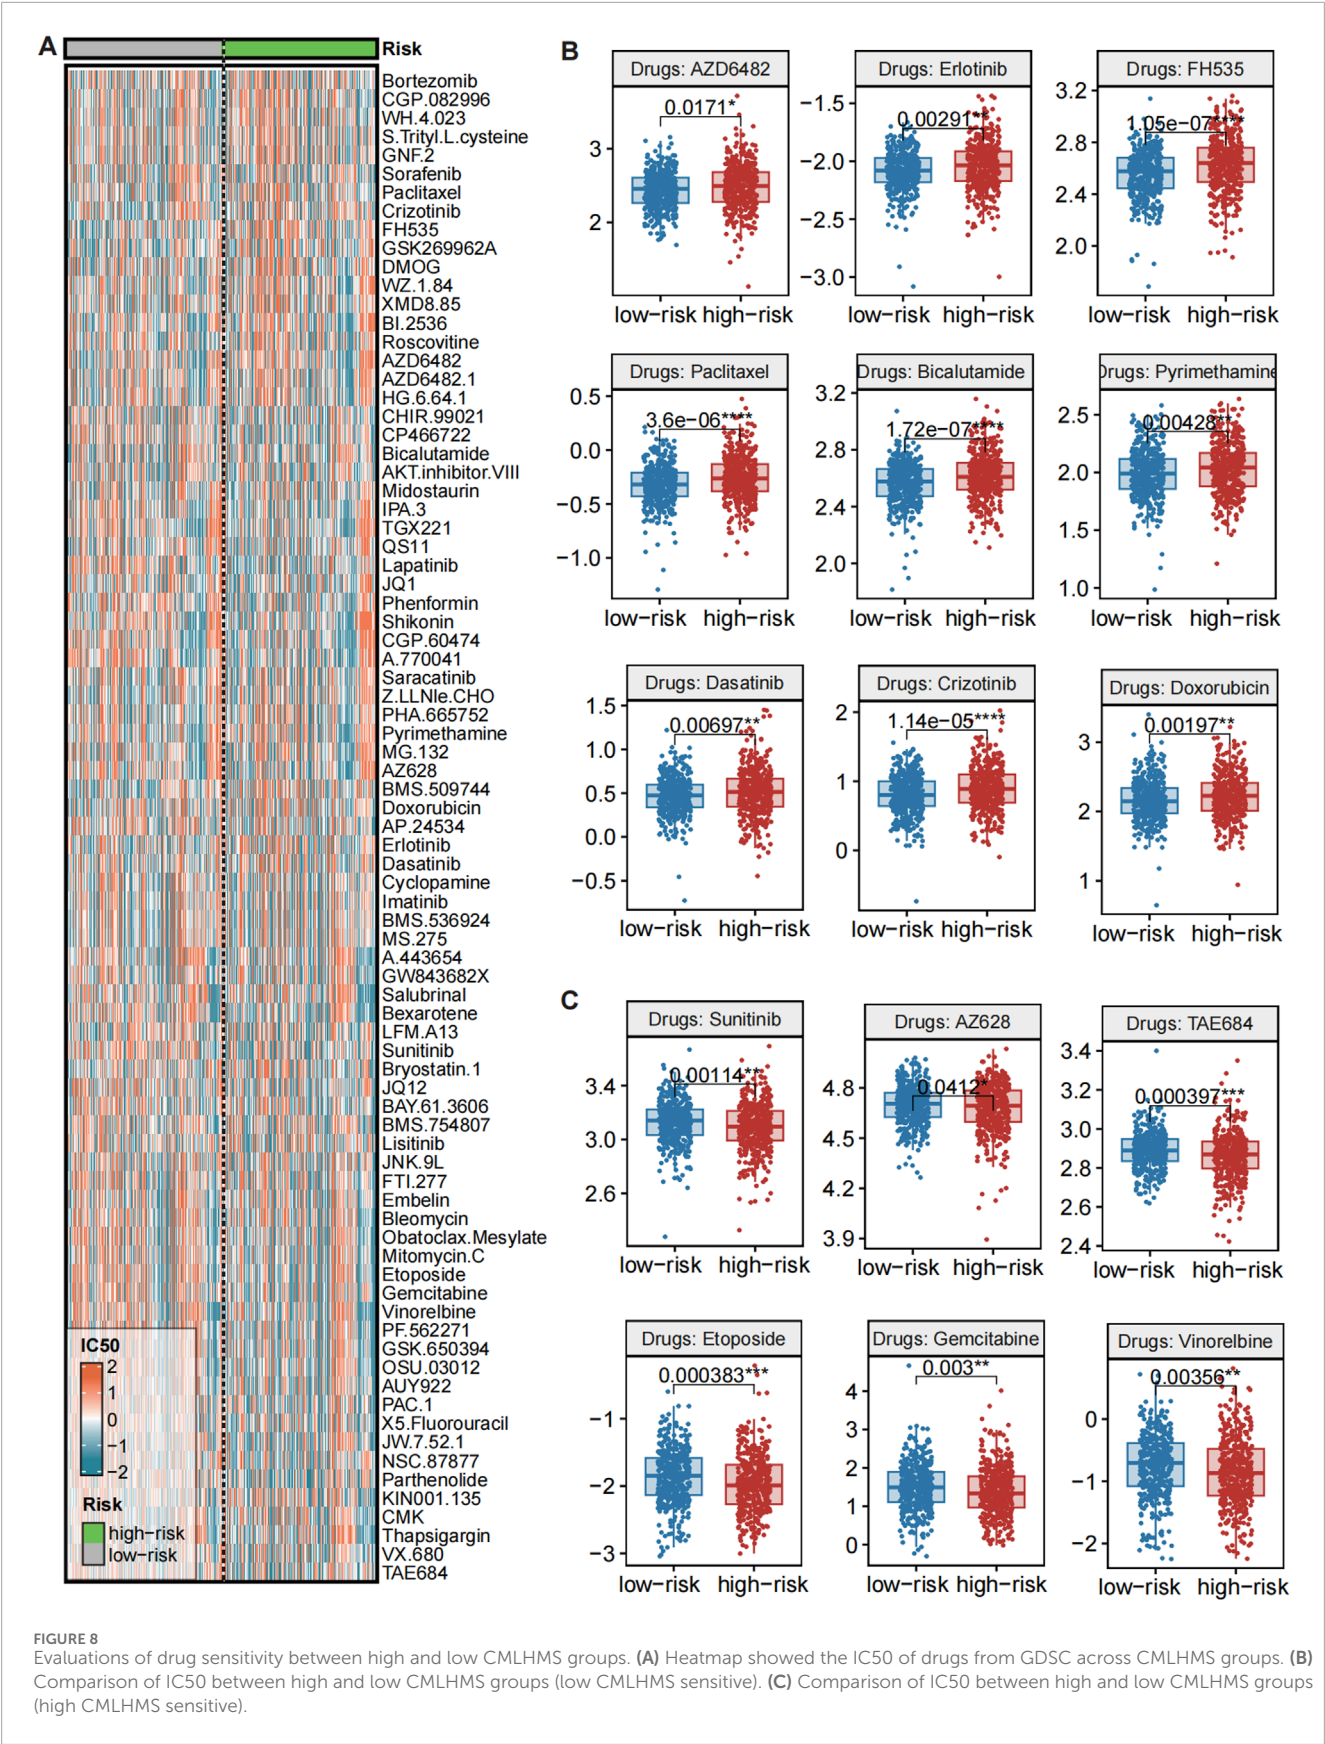 A
Risk
Bortezomib
CGP.082996
WH.4.023
S.Trityl.L.cysteine
GNF.2
Sorafenib
Paclitaxel
Crizotinib
FH535
GSK269962A
DMOG
WZ.1.84
XMD8.85
BI.2536
Roscovitine
AZD6482
AZD6482.1
HG.6.64.1
CHIR.99021
CP466722
Bicalutamide
AKT.inhibitor.VIII
Midostaurin
IPA.3
TGX221
QS11
Lapatinib
JQ1
Phenformin
Shikonin
CGP.60474
A.770041
Saracatinib
Z.LLNle.CHO
PHA.665752
Pyrimethamine
MG.132
AZ628
BMS.509744
Doxorubicin
AP.24534
Erlotinib
Dasatinib
Cyclopamine
Imatinib
BMS.536924
MS.275
A.443654
GW843682X
Salubrinal
Bexarotene
LFM.A13
Sunitinib
Bryostatin.1
JQ12
BAY.61.3606
BMS.754807
Lisitinib
JNK.9L
FTI.277
Embelin
Bleomycin
Obatoclax.Mesylate
Mitomycin.C
Etoposide
Gemcitabine
Vinorelbine
PF.562271
GSK.650394
OSU.03012
AUY922
PAC.1
X5.Fluorouracil
JW.7.52.1
NSC.87877
Parthenolide
KIN001.135
CMK
Thapsigargin
VX.680
TAE684
IC50
2
1
0
−1
−2
Risk
high−risk
low−risk
B
Drugs: AZD6482
0.0171*
3
2
low−risk high−risk
Drugs: Erlotinib
0.00291**
−1.5
−2.0
−2.5
−3.0
low−risk high−risk
Drugs: FH535
1.05e−07****
3.2
2.8
2.4
2.0
low−risk high−risk
Drugs: Paclitaxel
3.6e−06****
0.5
0.0
−0.5
−1.0
low−risk high−risk
Drugs: Bicalutamide
1.72e−07****
3.2
2.8
2.4
2.0
low−risk high−risk
Drugs: Pyrimethamine
0.00428**
2.5
2.0
1.5
1.0
low−risk high−risk
Drugs: Dasatinib
0.00697**
1.5
1.0
0.5
0.0
−0.5
low−risk high−risk
Drugs: Crizotinib
1.14e−05****
2
1
0
low−risk high−risk
Drugs: Doxorubicin
0.00197**
3
2
1
low−risk high−risk
C
Drugs: Sunitinib
0.00114**
3.4
3.0
2.6
low−risk high−risk
Drugs: AZ628
0.0412*
4.8
4.5
4.2
3.9
low−risk high−risk
Drugs: TAE684
0.000397***
3.4
3.2
3.0
2.8
2.6
2.4
low−risk high−risk
Drugs: Etoposide
0.000383***
−1
−2
−3
low−risk high−risk
Drugs: Gemcitabine
0.003**
4
3
2
1
0
low−risk high−risk
Drugs: Vinorelbine
0.00356**
0
−1
−2
low−risk high−risk
FIGURE 8
Evaluations of drug sensitivity between high and low CMLHMS groups. (A) Heatmap showed the IC50 of drugs from GDSC across CMLHMS groups. (B)
Comparison of IC50 between high and low CMLHMS groups (low CMLHMS sensitive). (C) Comparison of IC50 between high and low CMLHMS groups
(high CMLHMS sensitive).